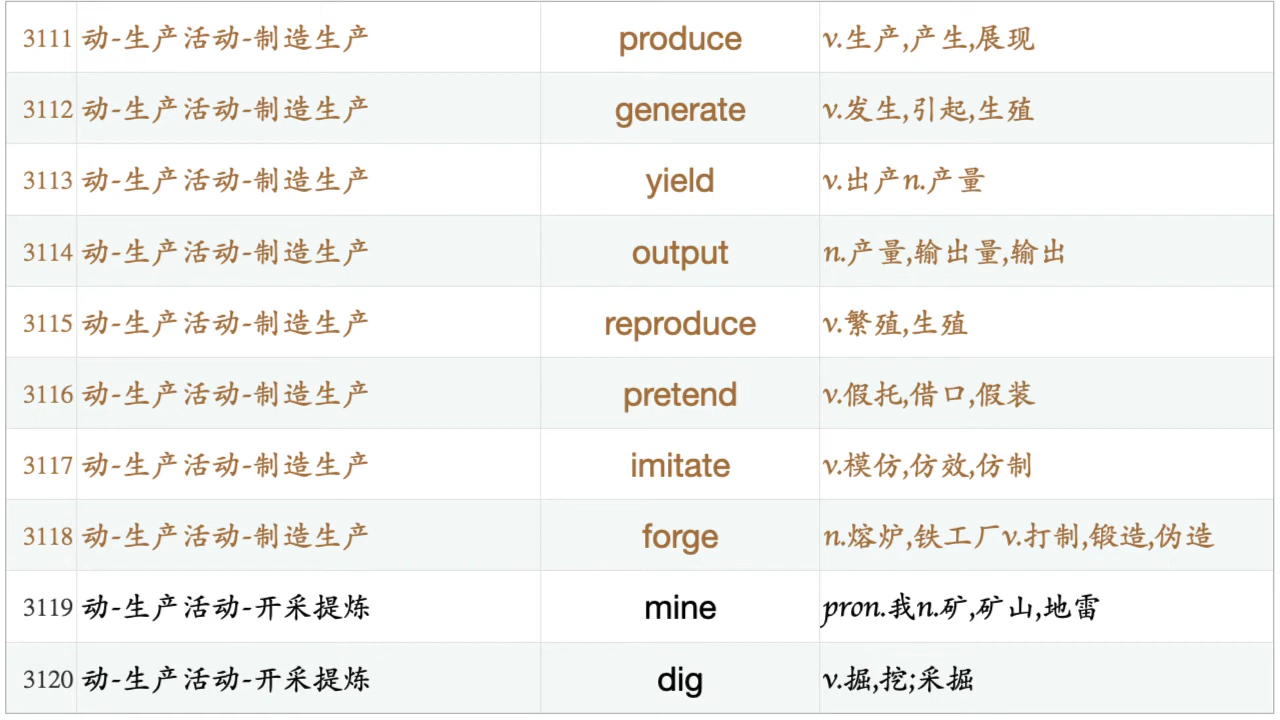 3111 动-生产活动-制造生产 produce v.生产,产生,展现
3112 动-生产活动-制造生产 generate v.发生,引起,生殖
3113 动-生产活动-制造生产 yield v.出产n.产量
3114 动-生产活动-制造生产 output n.产量,输出量,输出
3115 动-生产活动-制造生产 reproduce v.繁殖,生殖
3116 动-生产活动-制造生产 pretend v.假托,借口,假装
3117 动-生产活动-制造生产 imitate v.模仿,仿效,仿制
3118 动-生产活动-制造生产 forge n.熔炉,铁工厂v.打制,锻造,伪造
3119 动-生产活动-开采提炼 mine pron.我n.矿,矿山,地雷
3120 动-生产活动-开采提炼 dig v.掘,挖;采掘